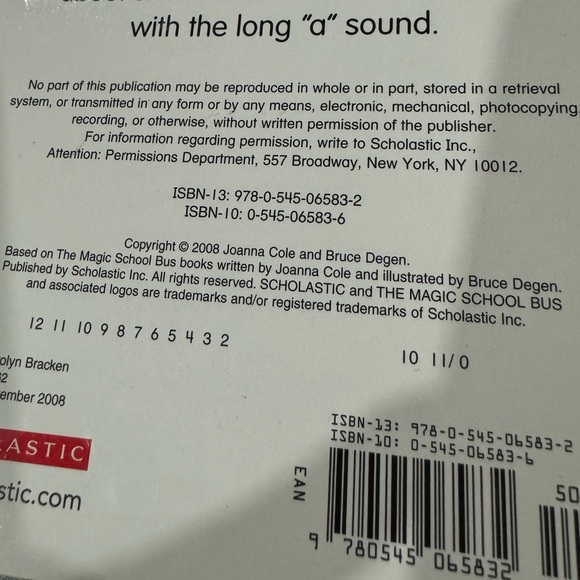 with the long "a" sound.
No part of this publication may be reproduced in whole or in part, stored in a retrieval
system, or transmitted in any form or by any means, electronic, mechanical, photocopying,
recording, or otherwise, without written permission of the publisher.
For information regarding permission, write to Scholastic Inc.,
Attention: Permissions Department, 557 Broadway, New York, NY 10012.
ISBN-13: 978-0-545-06583-2
ISBN-10: 0-545-06583-6
Copyright © 2008 Joanna Cole and Bruce Degen.
Based on The Magic School Bus books written by Joanna Cole and illustrated by Bruce Degen.
Published by Scholastic Inc. All rights reserved. SCHOLASTIC and THE MAGIC SCHOOL BUS
and associated logos are trademarks and/or registered trademarks of Scholastic Inc.
12 11 10 9 8 7 6 5 4 3 2
10 11/0
olyn Bracken
2
ember 2008
ASTIC
stic.com
ISBN-13: 978-0-545-06583-2
ISBN-10: 0-545-06583-6
EAN
50
9 780545 065832